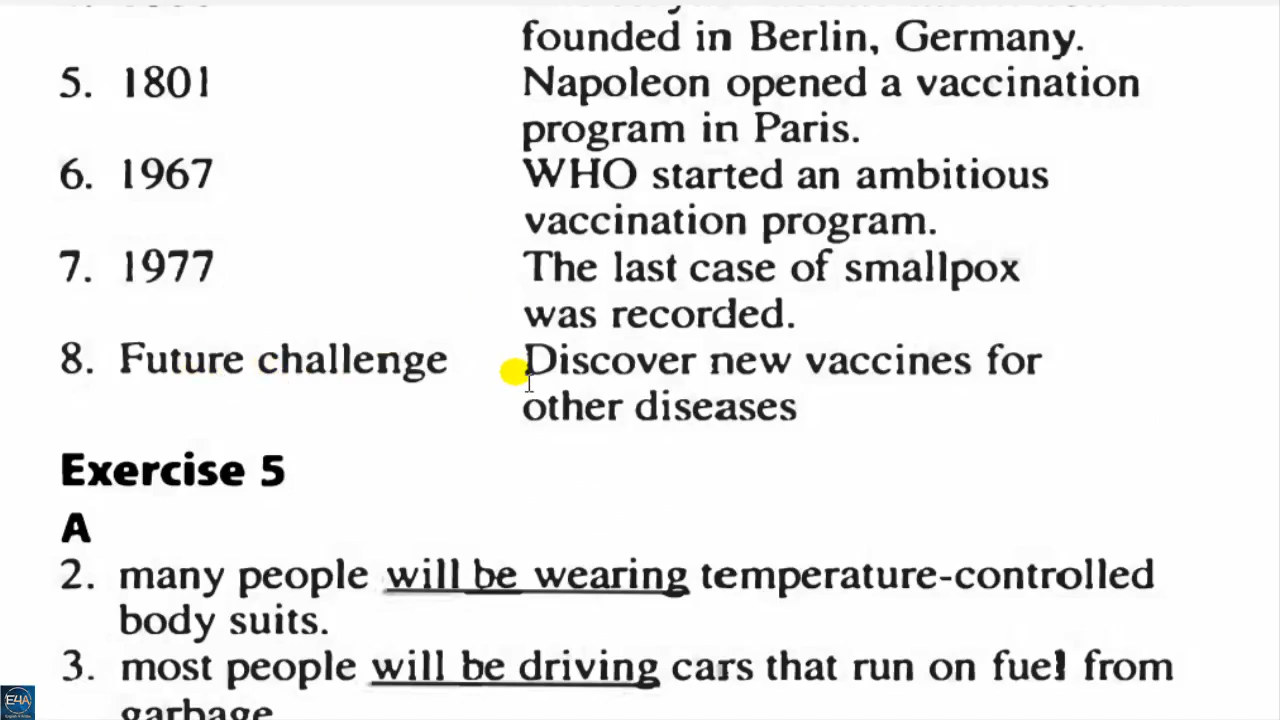 founded in Berlin, Germany.
5. 1801 Napoleon opened a vaccination
program in Paris.
6. 1967 WHO started an ambitious
vaccination program.
7. 1977 The last case of smallpox
was recorded.
8. Future challenge Discover new vaccines for
other diseases
Exercise 5
A
2. many people will be wearing temperature-controlled
body suits.
3. most people will be driving cars that run on fuel from
garbage
E4A